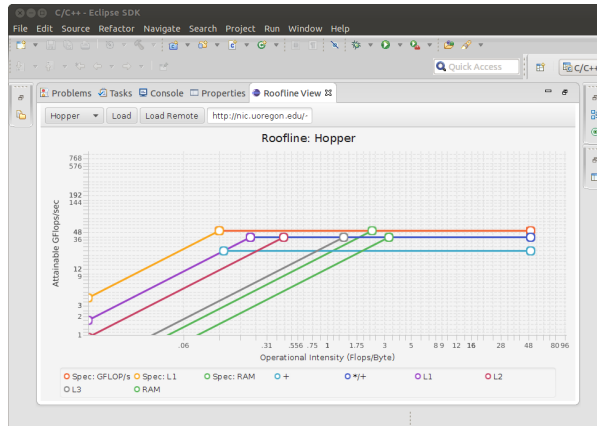 C/C++ - Eclipse SDK
File Edit Source Refactor Navigate Search Project Run Window Help
Quick Access
C/C++
Problems Tasks Console Properties Roofline View
Hopper Load Load Remote http://nic.uoregon.edu/~
Roofline: Hopper
Attainable GFlops/sec
768
576
192
144
48
36
12
9
3
2
1
.06 .31 .556 .75 1 1.75 3 5 8 9 12 16 28 48 80 96
Operational Intensity (Flops/Byte)
Spec: GFLOP/s Spec: L1 Spec: RAM + */+ L1 L2
L3 RAM